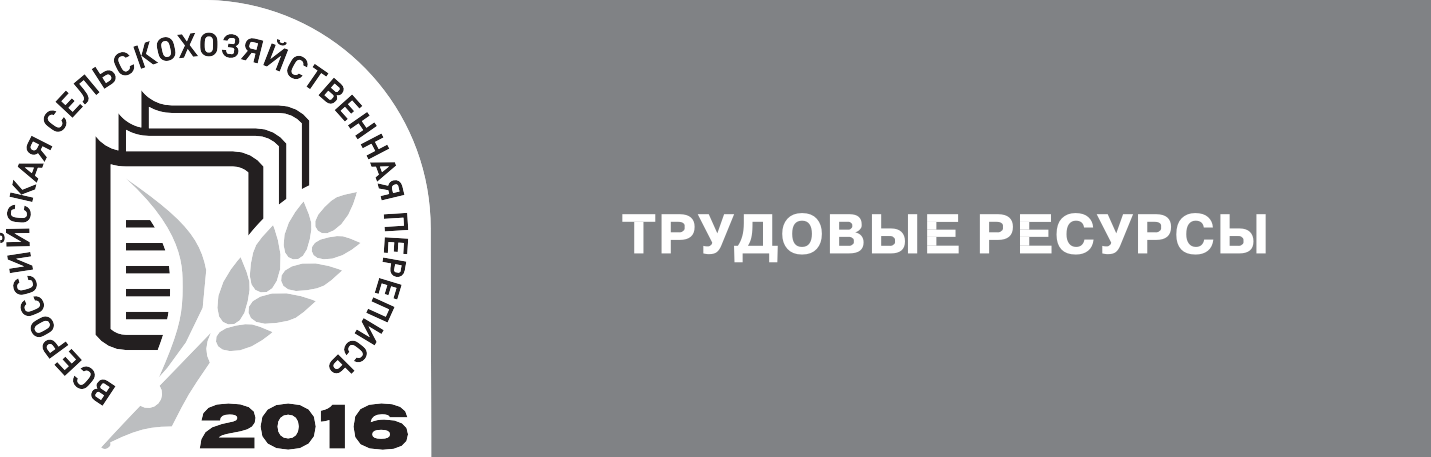 ВСЕРОССИЙСКАЯ СЕЛЬСКОХОЗЯЙСТВЕННАЯ ПЕРЕПИСЬ
2016
ТРУДОВЫЕ РЕСУРСЫ